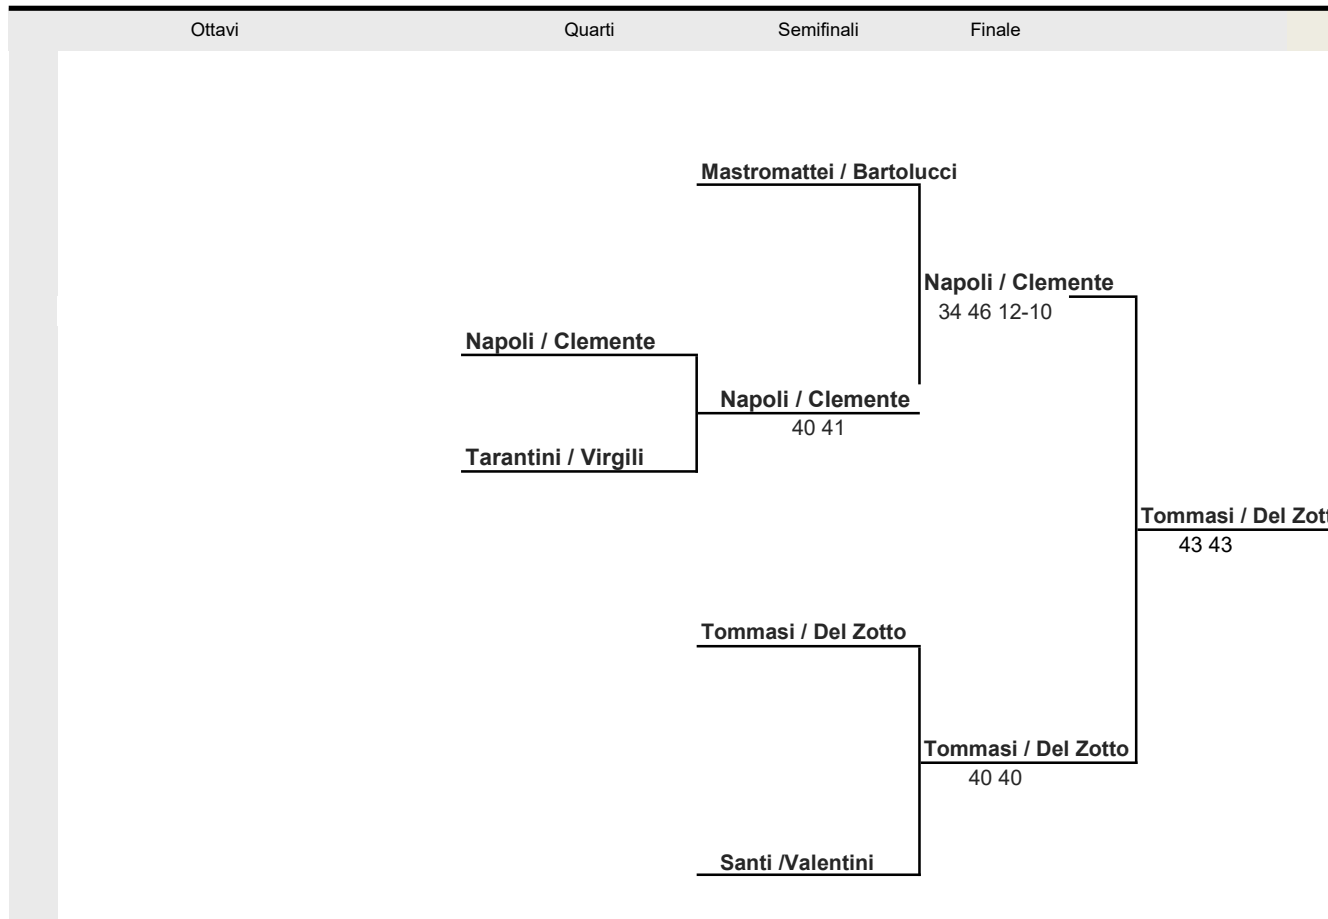 Ottavi Quarti Semifinali Finale
Mastromattei / Bartolucci
Napoli / Clemente
34 46 12-10
Napoli / Clemente
Napoli / Clemente
40 41
Tarantini / Virgili
Tommasi / Del Zott
43 43
Tommasi / Del Zotto
Tommasi / Del Zotto
40 40
Santi /Valentini